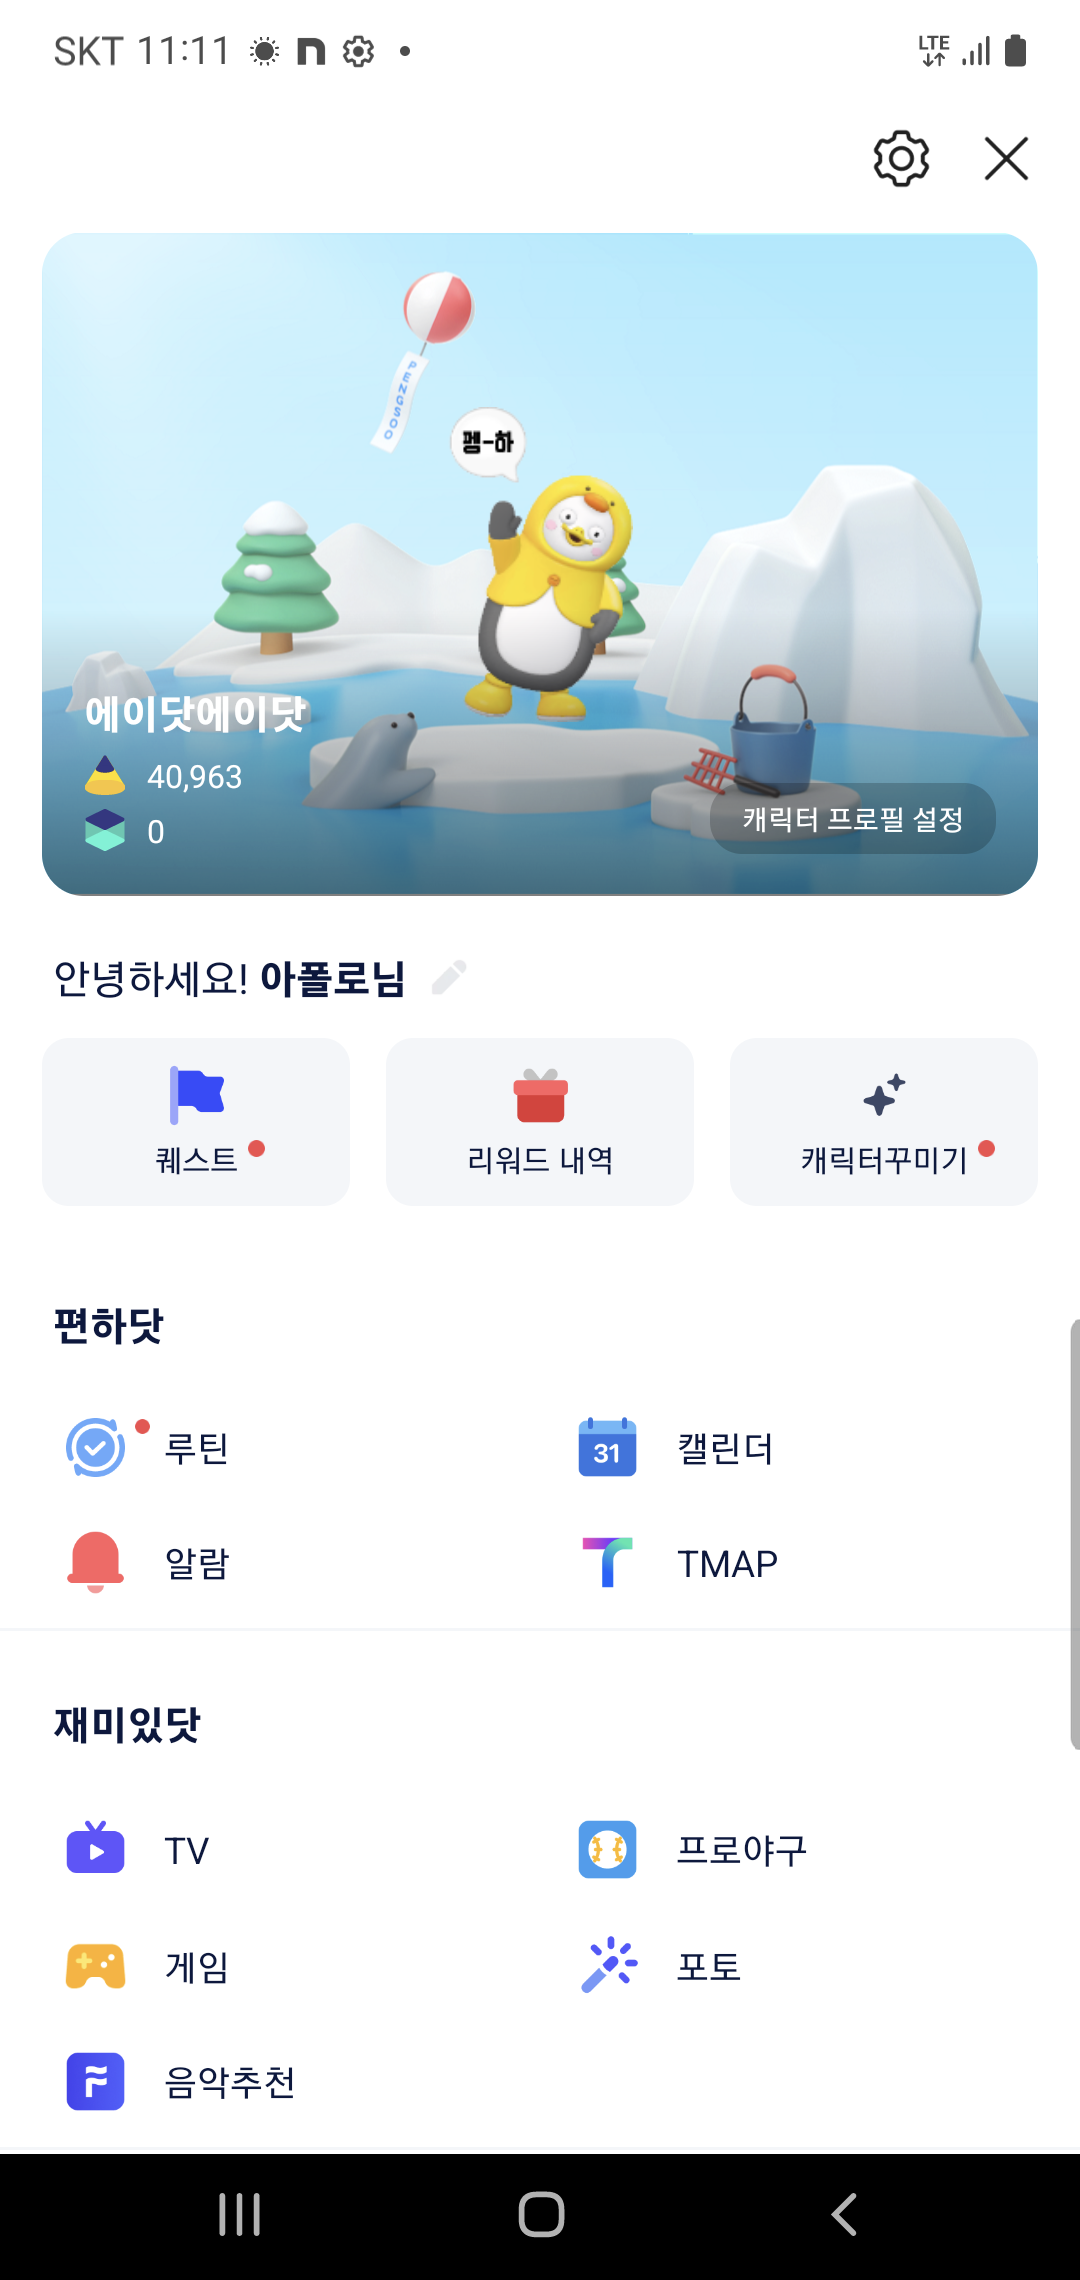 SKT 11:11
LTE
PENGSOO
펭-하
에이닷에이닷
40,963
0
캐릭터 프로필 설정
안녕하세요! 아폴로님
퀘스트
리워드 내역
캐릭터꾸미기
편하닷
루틴
31
캘린더
알람
TMAP
재미있닷
TV
프로야구
게임
포토
음악추천